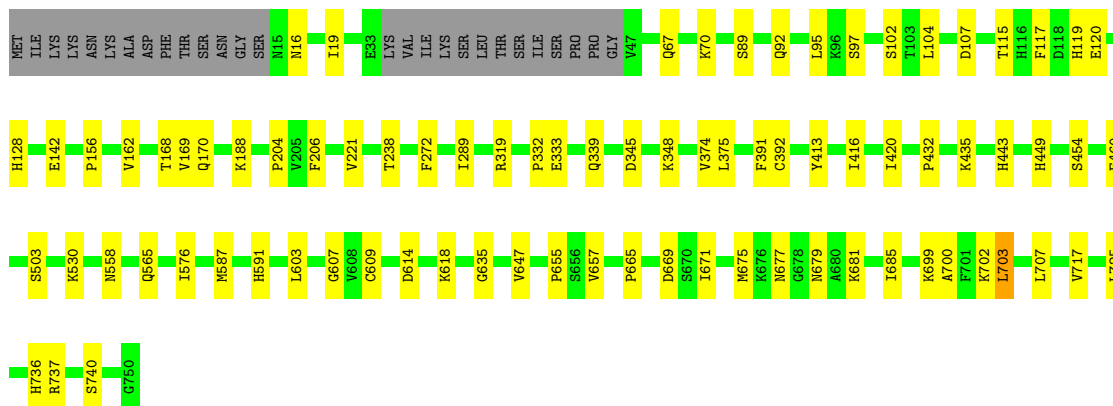 MET ILE LYS LYS ASN LYS ALA ASP PHE THR SER ASN GLY SER N15 N16 I19 E33 LYS VAL ILE LYS SER LEU THR SER ILE SER PRO PRO GLY V47 Q67 K70 S89 Q92 L95 K96 S97 S102 T103 L104 D107 T115 H116 F117 D118 H119 E120
H128 E142 P156 V162 T168 V169 Q170 K188 P204 V205 F206 V221 T238 F272 I289 R319 P332 E333 Q339 D345 K348 V374 L375 F391 C392 Y413 I416 I420 P432 K435 H443 H449 S454
S503 K530 N558 Q565 I576 M587 H591 L603 G607 V608 C609 D614 K618 G635 V647 P655 S656 V657 P665 D669 S670 I671 M675 K676 N677 G678 N679 A680 K681 I685 K699 A700 F701 K702 L703 L707 V717
H736 R737 S740 G750